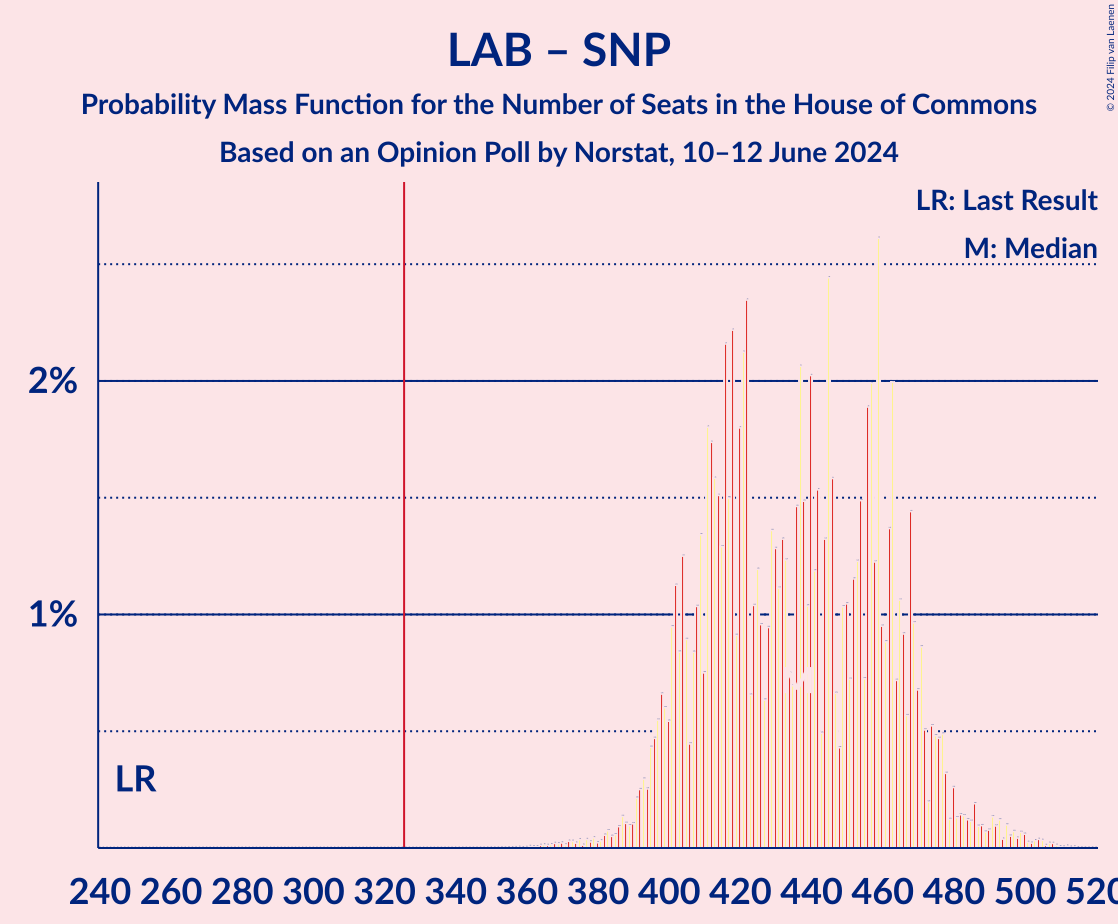 LAB – SNP
Probability Mass Function for the Number of Seats in the House of Commons
Based on an Opinion Poll by Norstat, 10–12 June 2024
© 2024 Filip van Laenen
LR: Last Result
M: Median
2%
1%
LR
240 260 280 300 320 340 360 380 400 420 440 460 480 500 520